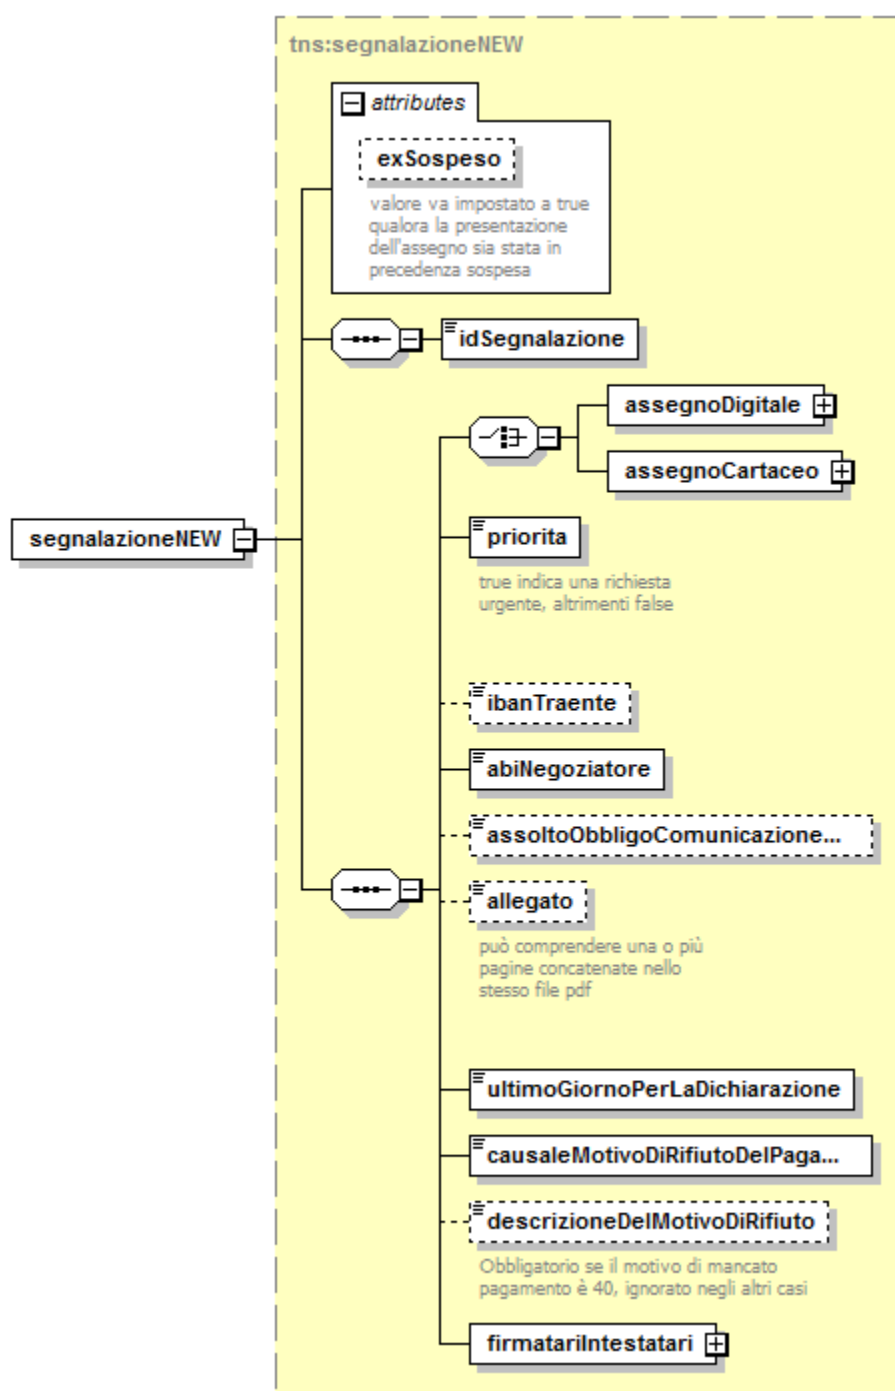 tns:segnalazioneNEW
attributes
exSospeso
valore va impostato a true
qualora la presentazione
dell'assegno sia stata in
precedenza sospesa
idSegnalazione
assegnoDigitale
assegnoCartaceo
segnalazioneNEW
priorita
true indica una richiesta
urgente, altrimenti false
ibanTraente
abiNegoziatore
assoltoObbligoComunicazione...
allegato
può comprendere una o più
pagine concatenate nello
stesso file pdf
ultimoGiornoPerLaDichiarazione
causaleMotivoDiRifiutoDelPaga...
descrizioneDelMotivoDiRifiuto
Obbligatorio se il motivo di mancato
pagamento è 40, ignorato negli altri casi
firmatariIntestatari